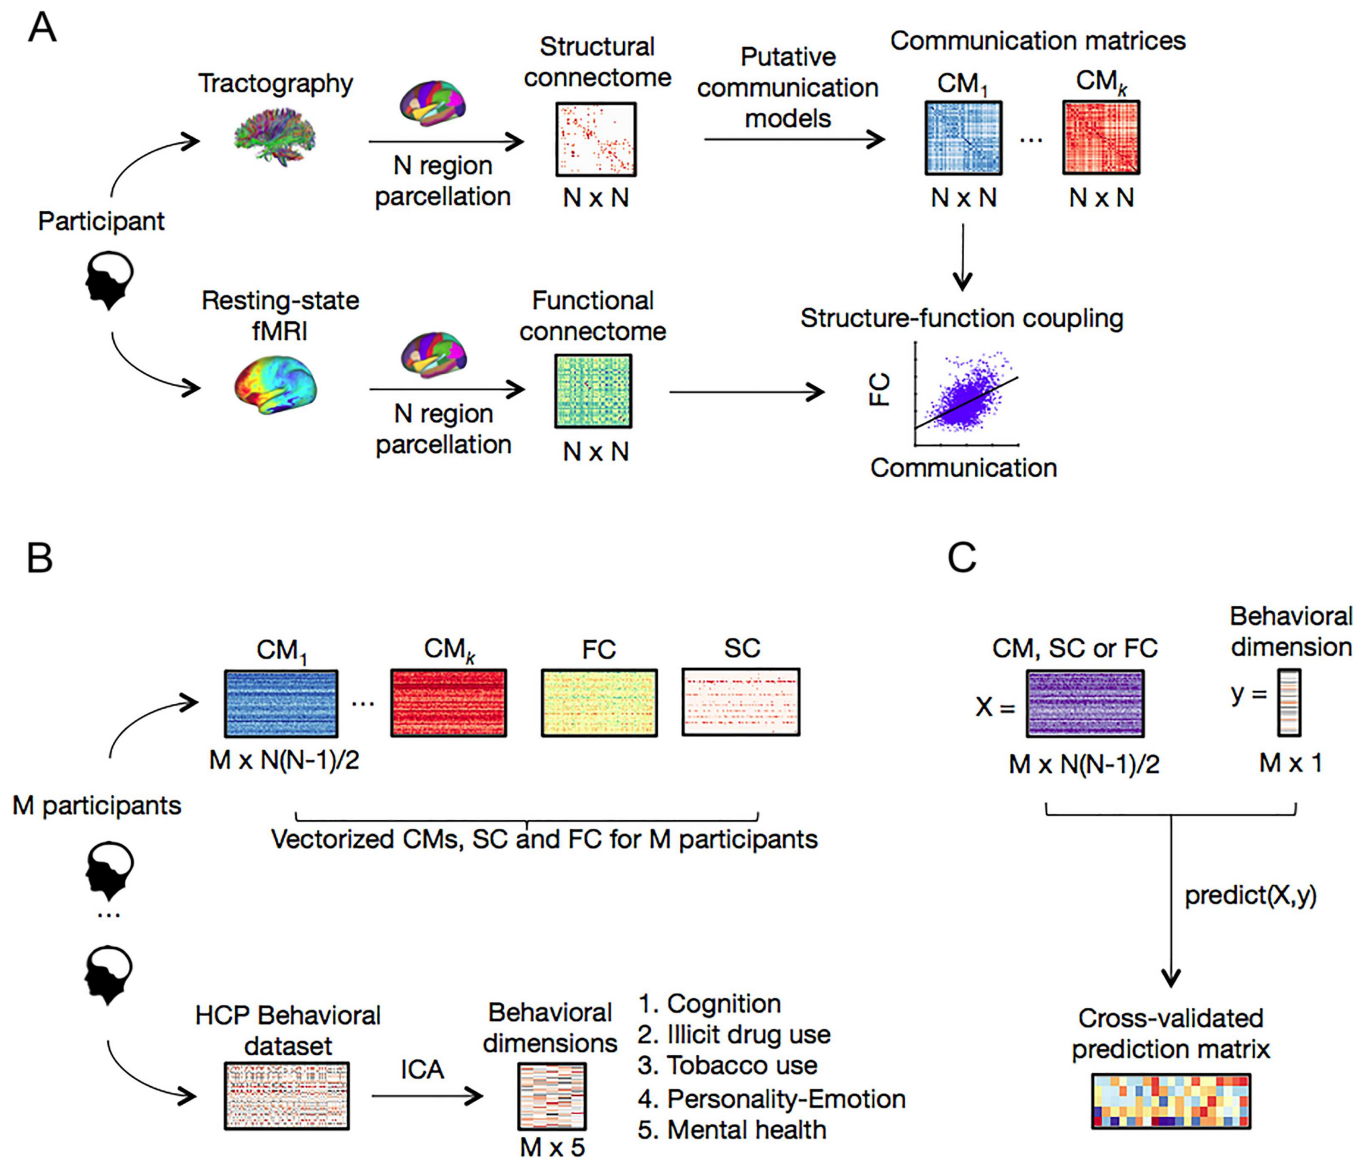 A
Participant
Tractography
N region
parcellation
Structural
connectome
N x N
Putative
communication
models
Communication matrices
CM1
...
CMk
N x N
N x N
Resting-state
fMRI
N region
parcellation
Functional
connectome
N x N
Structure-function coupling
FC
Communication
B
M participants
...
CM1
...
CMk
FC
SC
M x N(N-1)/2
Vectorized CMs, SC and FC for M participants
HCP Behavioral
dataset
ICA
Behavioral
dimensions
M x 5
1. Cognition
2. Illicit drug use
3. Tobacco use
4. Personality-Emotion
5. Mental health
C
CM, SC or FC
X =
M x N(N-1)/2
Behavioral
dimension
y =
M x 1
predict(X,y)
Cross-validated
prediction matrix